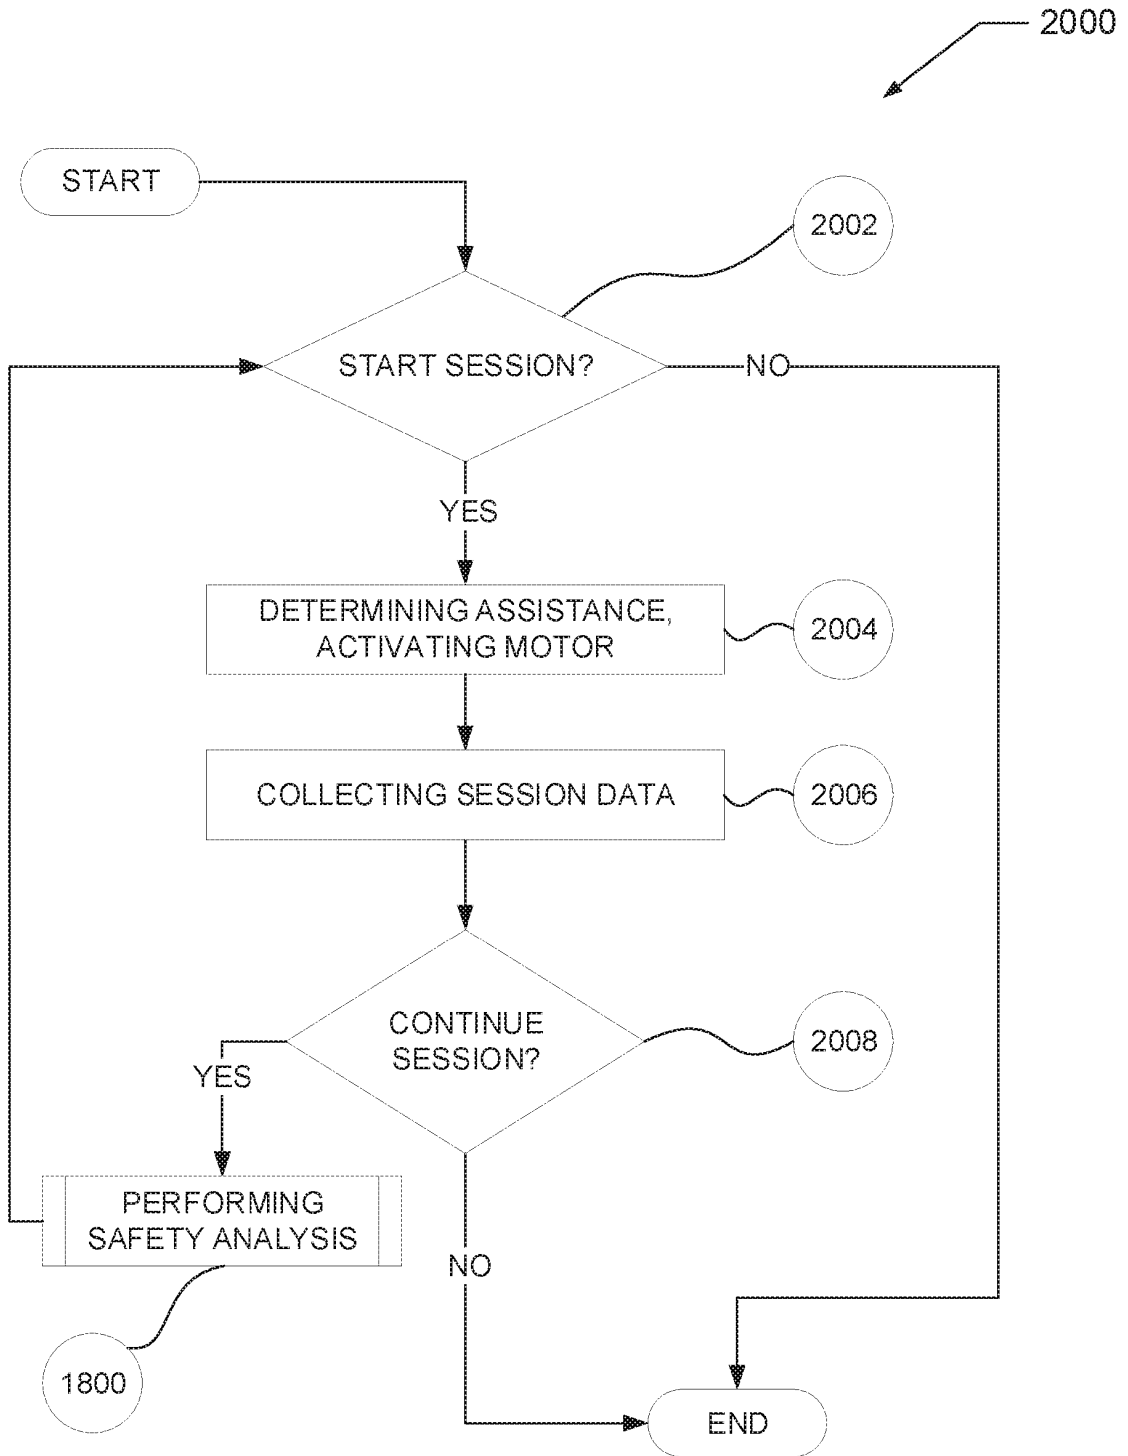 2000
START
2002
START SESSION?
NO
YES
DETERMINING ASSISTANCE,
ACTIVATING MOTOR
2004
COLLECTING SESSION DATA
2006
CONTINUE
SESSION?
2008
YES
PERFORMING
SAFETY ANALYSIS
NO
1800
END